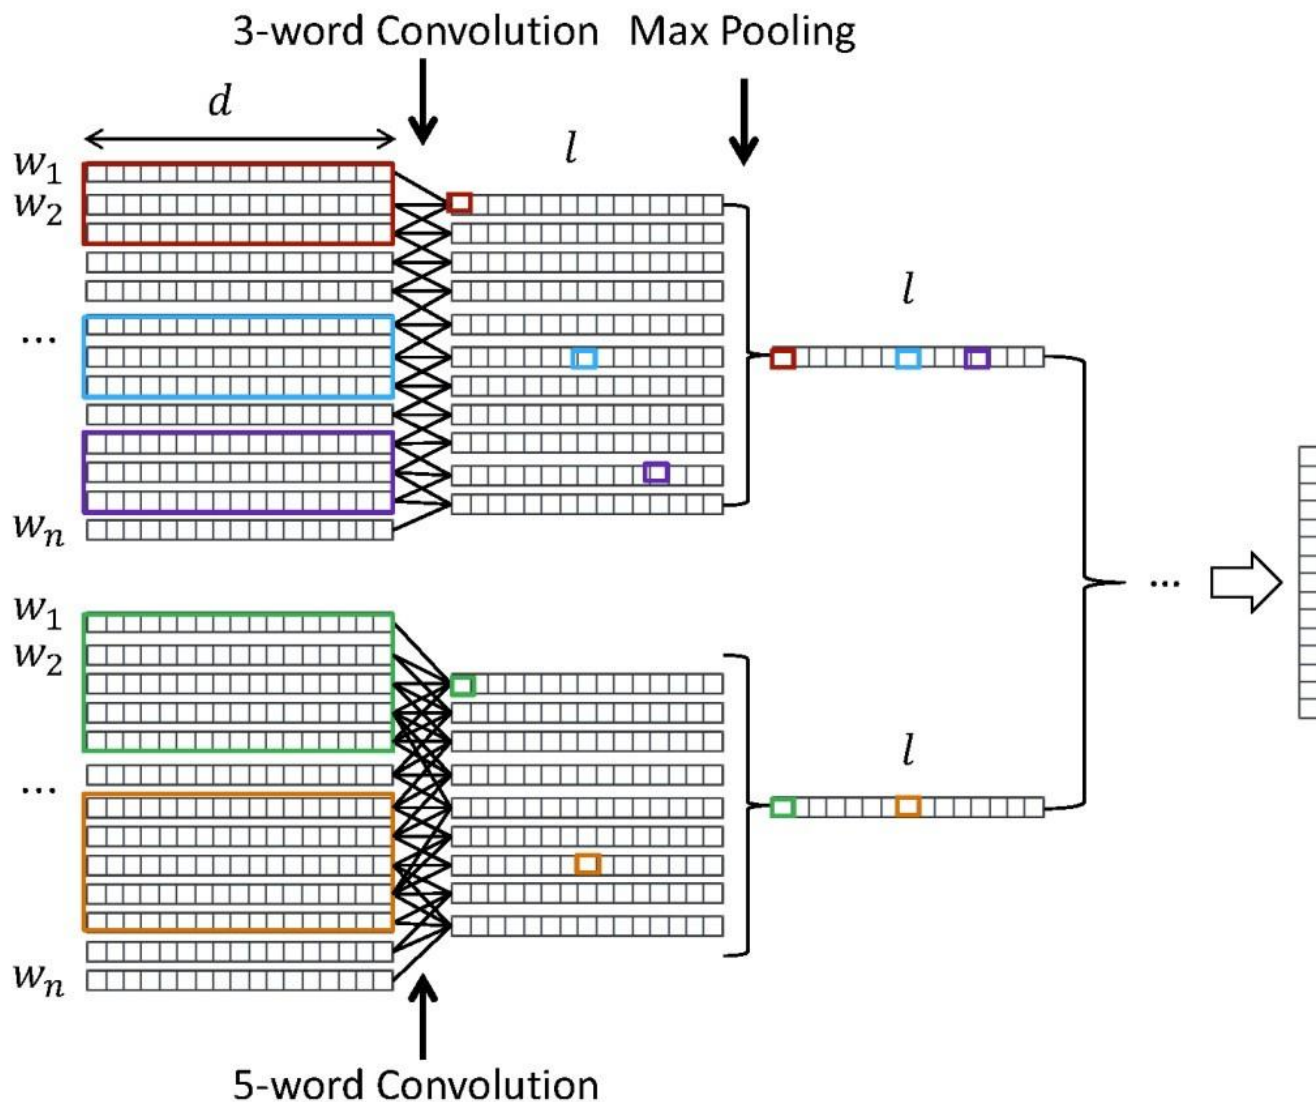 3-word Convolution Max Pooling
d
l
w₁
w₂
...
wₙ
l
...
w₁
w₂
...
wₙ
l
5-word Convolution